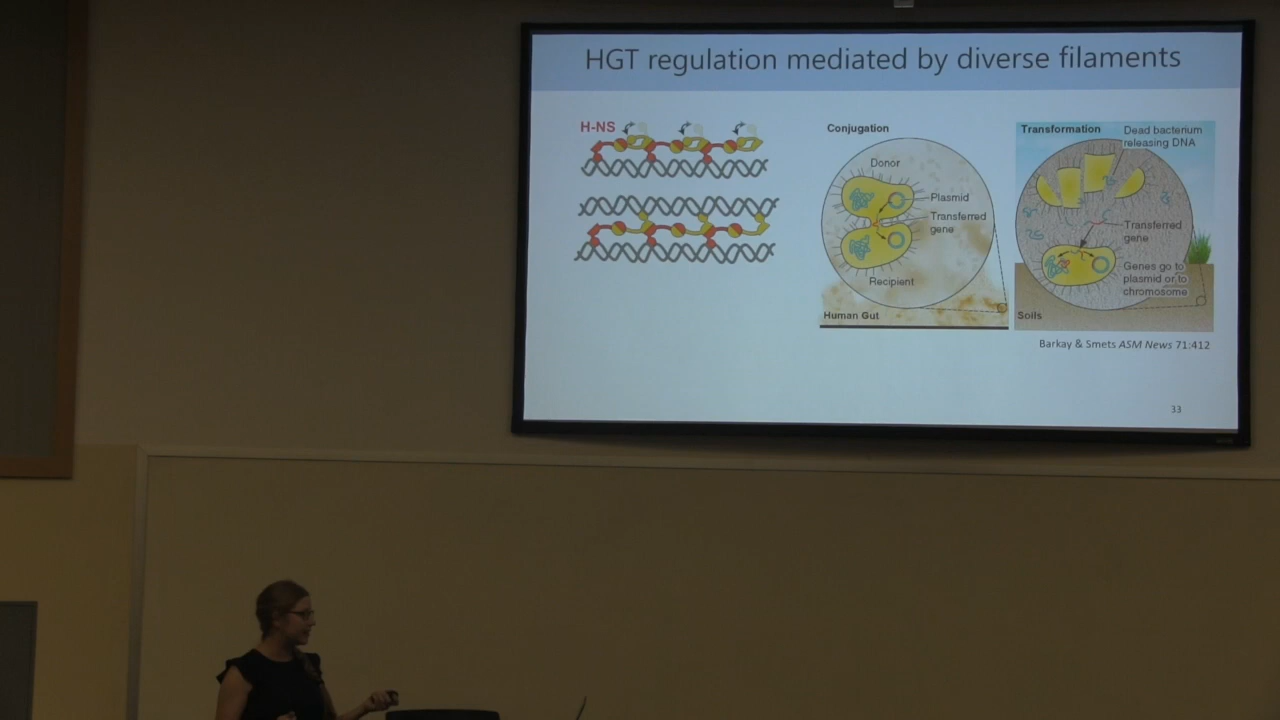 HGT regulation mediated by diverse filaments
H-NS
Conjugation
Donor
Plasmid
Transferred
gene
Recipient
Human Gut
Transformation
Dead bacterium
releasing DNA
Transferred
gene
Genes go to
plasmid or to
chromosome
Soils
Barkay & Smets ASM News 71:412
33